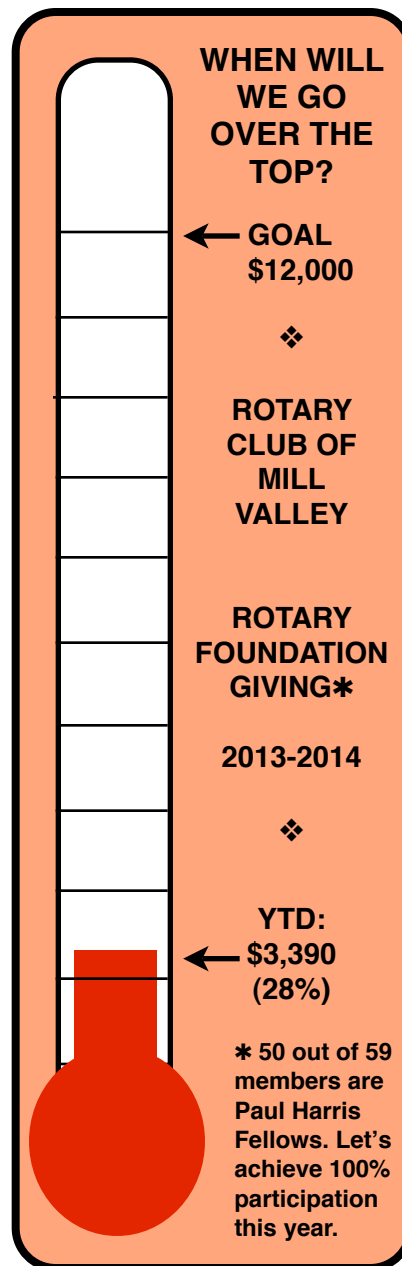 WHEN WILL
WE GO
OVER THE
TOP?
GOAL
$12,000
❖
ROTARY
CLUB OF
MILL
VALLEY
ROTARY
FOUNDATION
GIVING✱
2013-2014
❖
YTD:
$3,390
(28%)
✱ 50 out of 59
members are
Paul Harris
Fellows. Let’s
achieve 100%
participation
this year.